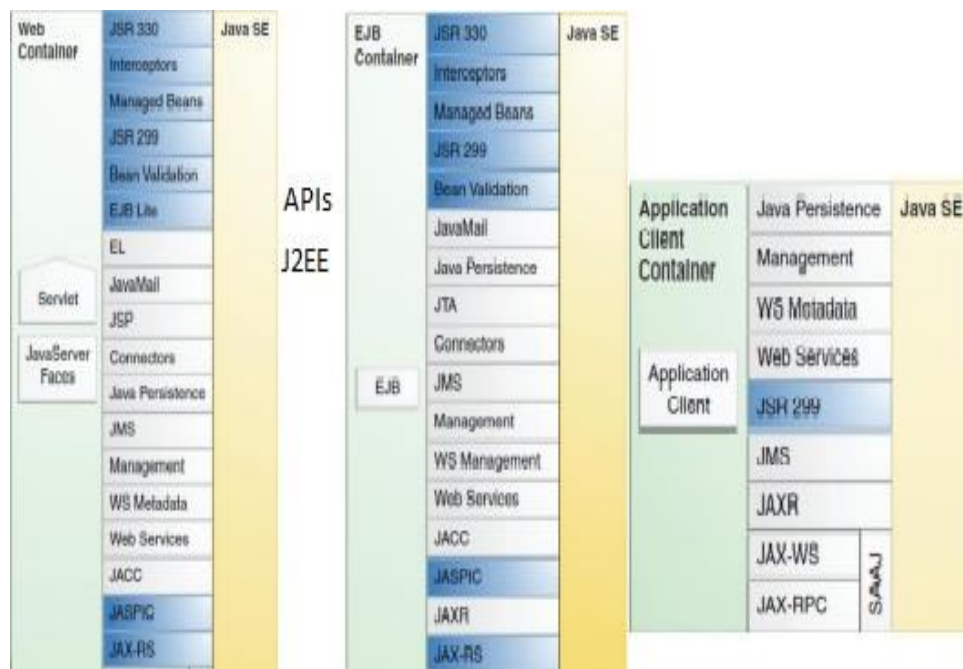 Web
Container
Servlet
JavaServer
Faces
JSR 330
Interceptors
Managed Beans
JSR 299
Bean Validation
EJB Lite
EL
JavaMail
JSP
Connectors
Java Persistence
JMS
Management
WS Metadata
Web Services
JACC
JASPIC
JAX-RS
Java SE
APIs
J2EE
EJB
Container
EJB
JSR 330
Interceptors
Managed Beans
JSR 299
Bean Validation
JavaMail
Java Persistence
JTA
Connectors
JMS
Management
WS Management
Web Services
JACC
JASPIC
JAXR
JAX-RS
Java SE
Application
Client
Container
Application
Client
Java Persistence
Management
WS Metadata
Web Services
JSR 299
JMS
JAXR
JAX-WS
JAX-RPC
SAAJ
Java SE